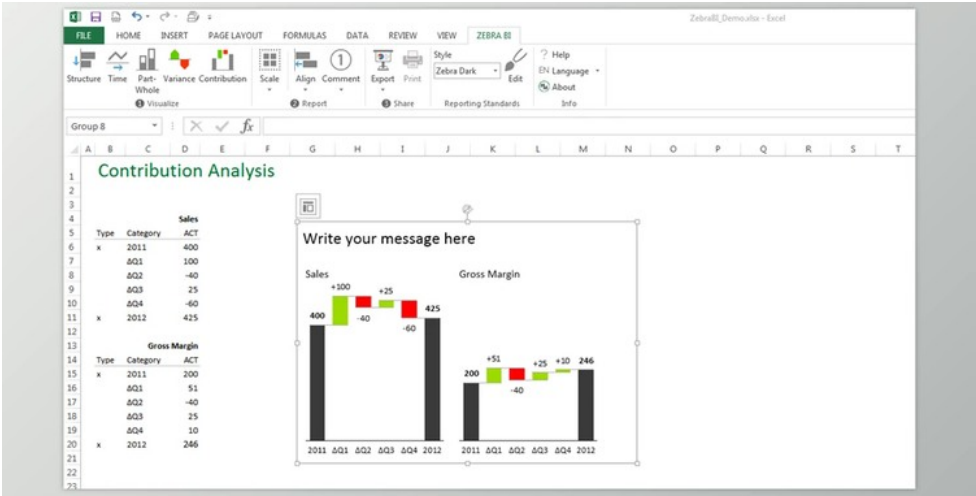 ZebraBI_Demo.xlsx - Excel
FILE HOME INSERT PAGE LAYOUT FORMULAS DATA REVIEW VIEW ZEBRA BI
Structure Time Part-Whole Variance Contribution Scale Align Comment Export Print Style Zebra Dark Edit ? Help
EN Language
About
1 Visualize 2 Report 3 Share Reporting Standards Info
Group 8 fx
A B C D E F G H I J K L M N O P Q R S T
1 Contribution Analysis
2
3
4 Sales
5 Type Category ACT
6 x 2011 400
7 ΔQ1 100
8 ΔQ2 -40
9 ΔQ3 25
10 ΔQ4 -60
11 x 2012 425
12
13 Gross Margin
14 Type Category ACT
15 x 2011 200
16 ΔQ1 51
17 ΔQ2 -40
18 ΔQ3 25
19 ΔQ4 10
20 x 2012 246
21
22
23
Write your message here
Sales
+100
+25
400 -40 -60 425
2011 ΔQ1 ΔQ2 ΔQ3 ΔQ4 2012
Gross Margin
+51 +25 +10 246
200 -40
2011 ΔQ1 ΔQ2 ΔQ3 ΔQ4 2012